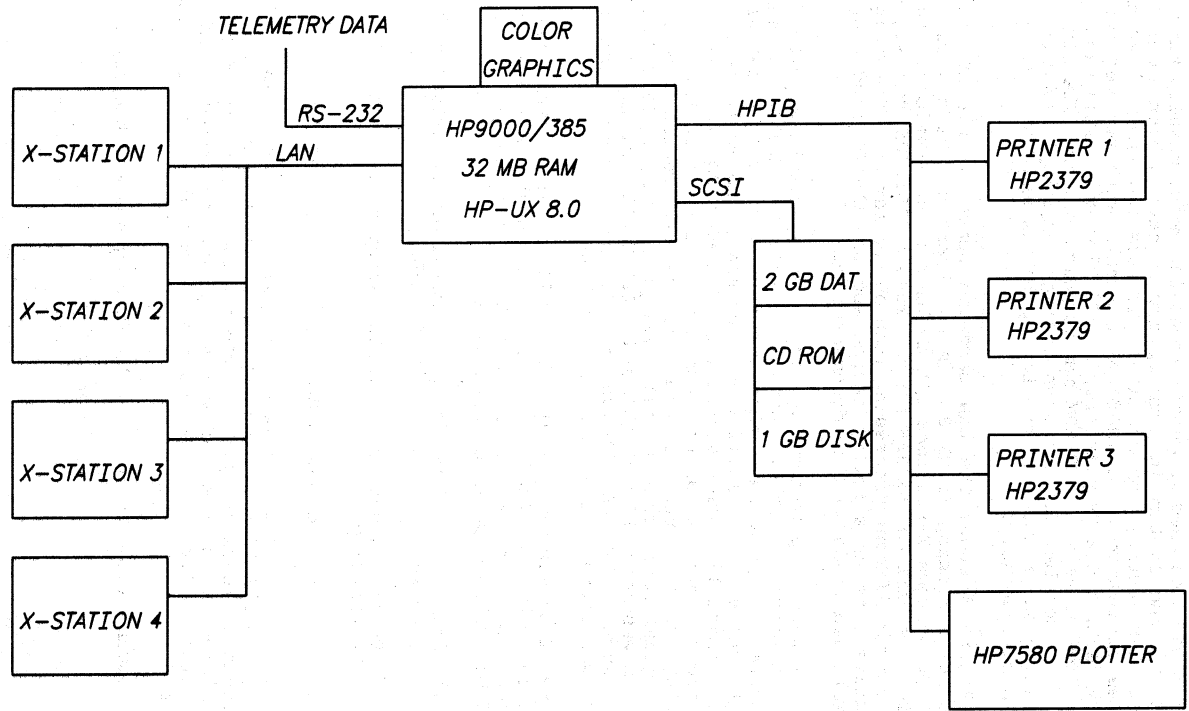 TELEMETRY DATA
COLOR
GRAPHICS
RS-232
LAN
HP9000/385
32 MB RAM
HP-UX 8.0
HPIB
SCSI
X-STATION 1
X-STATION 2
X-STATION 3
X-STATION 4
2 GB DAT
CD ROM
1 GB DISK
PRINTER 1
HP2379
PRINTER 2
HP2379
PRINTER 3
HP2379
HP7580 PLOTTER